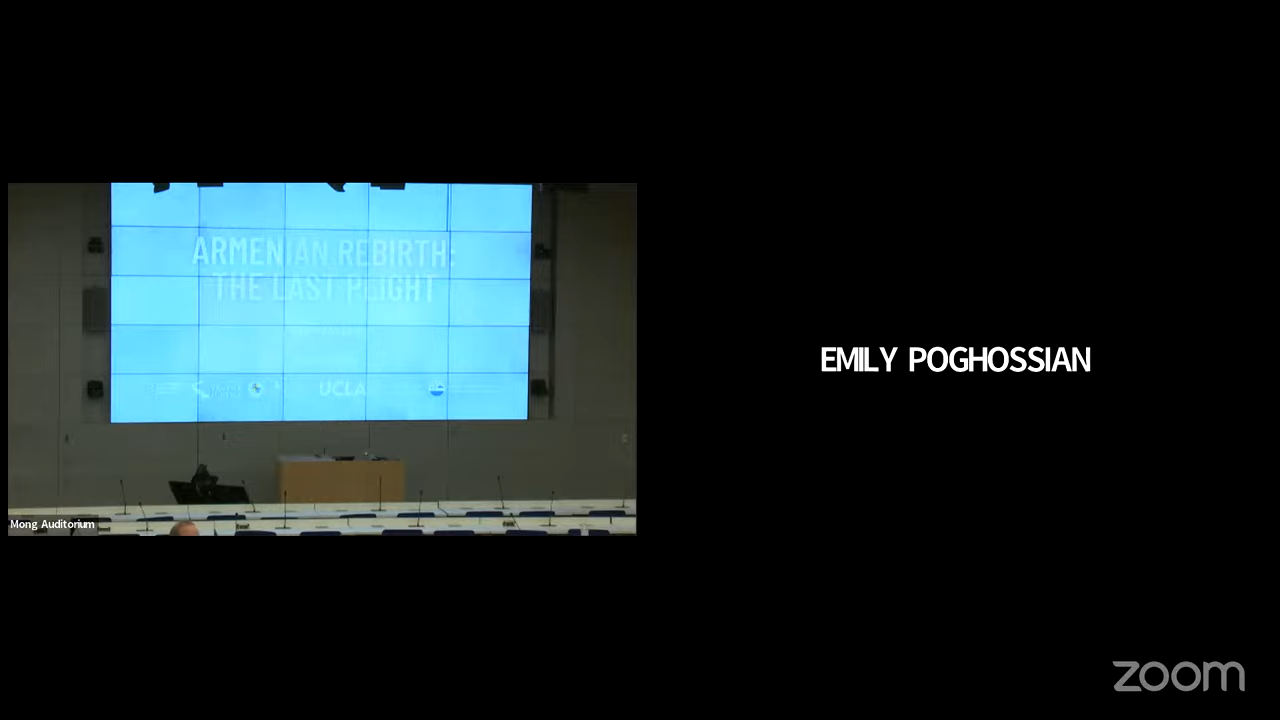 ARMENIAN REBIRTH:
THE LAST PLIGHT
UCLA
Mong Auditorium
EMILY POGHOSSIAN
zoom